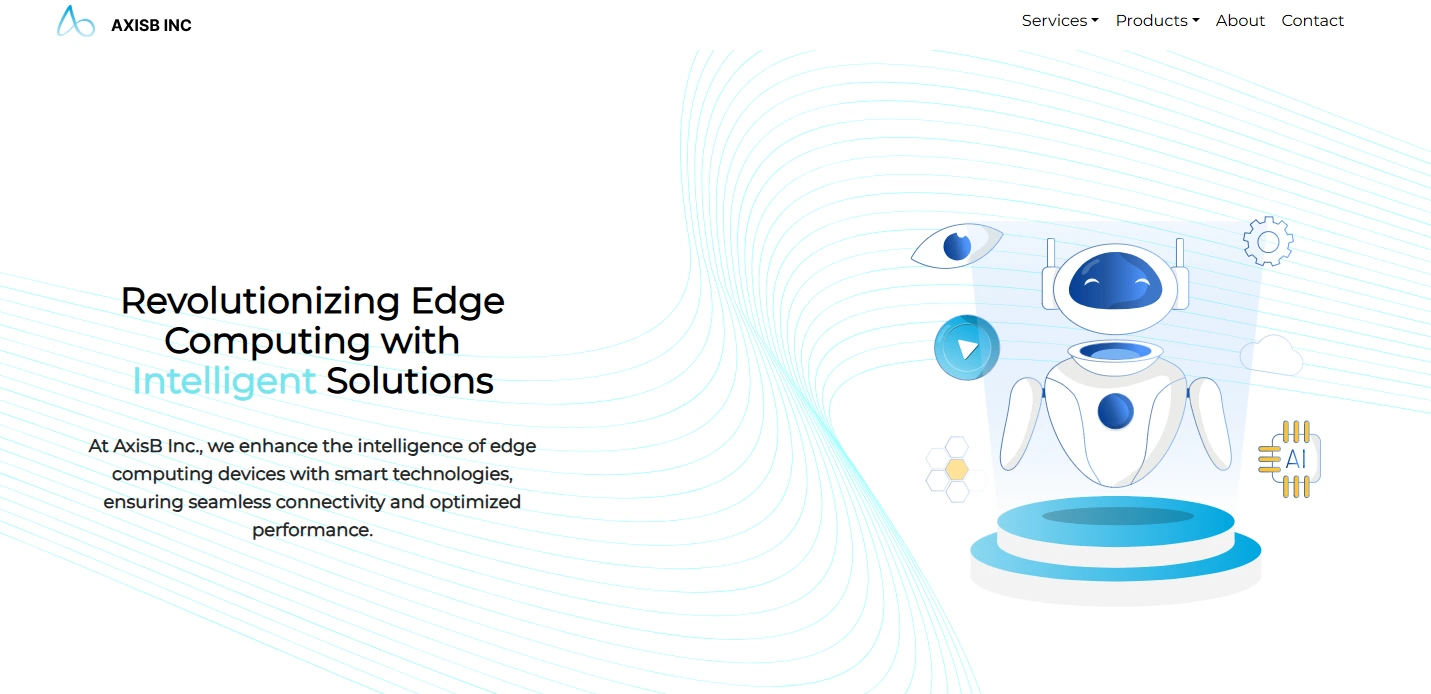 AXISB INC
Services
Products
About
Contact
Revolutionizing Edge
Computing with
Intelligent Solutions
At AxisB Inc., we enhance the intelligence of edge
computing devices with smart technologies,
ensuring seamless connectivity and optimized
performance.
AI